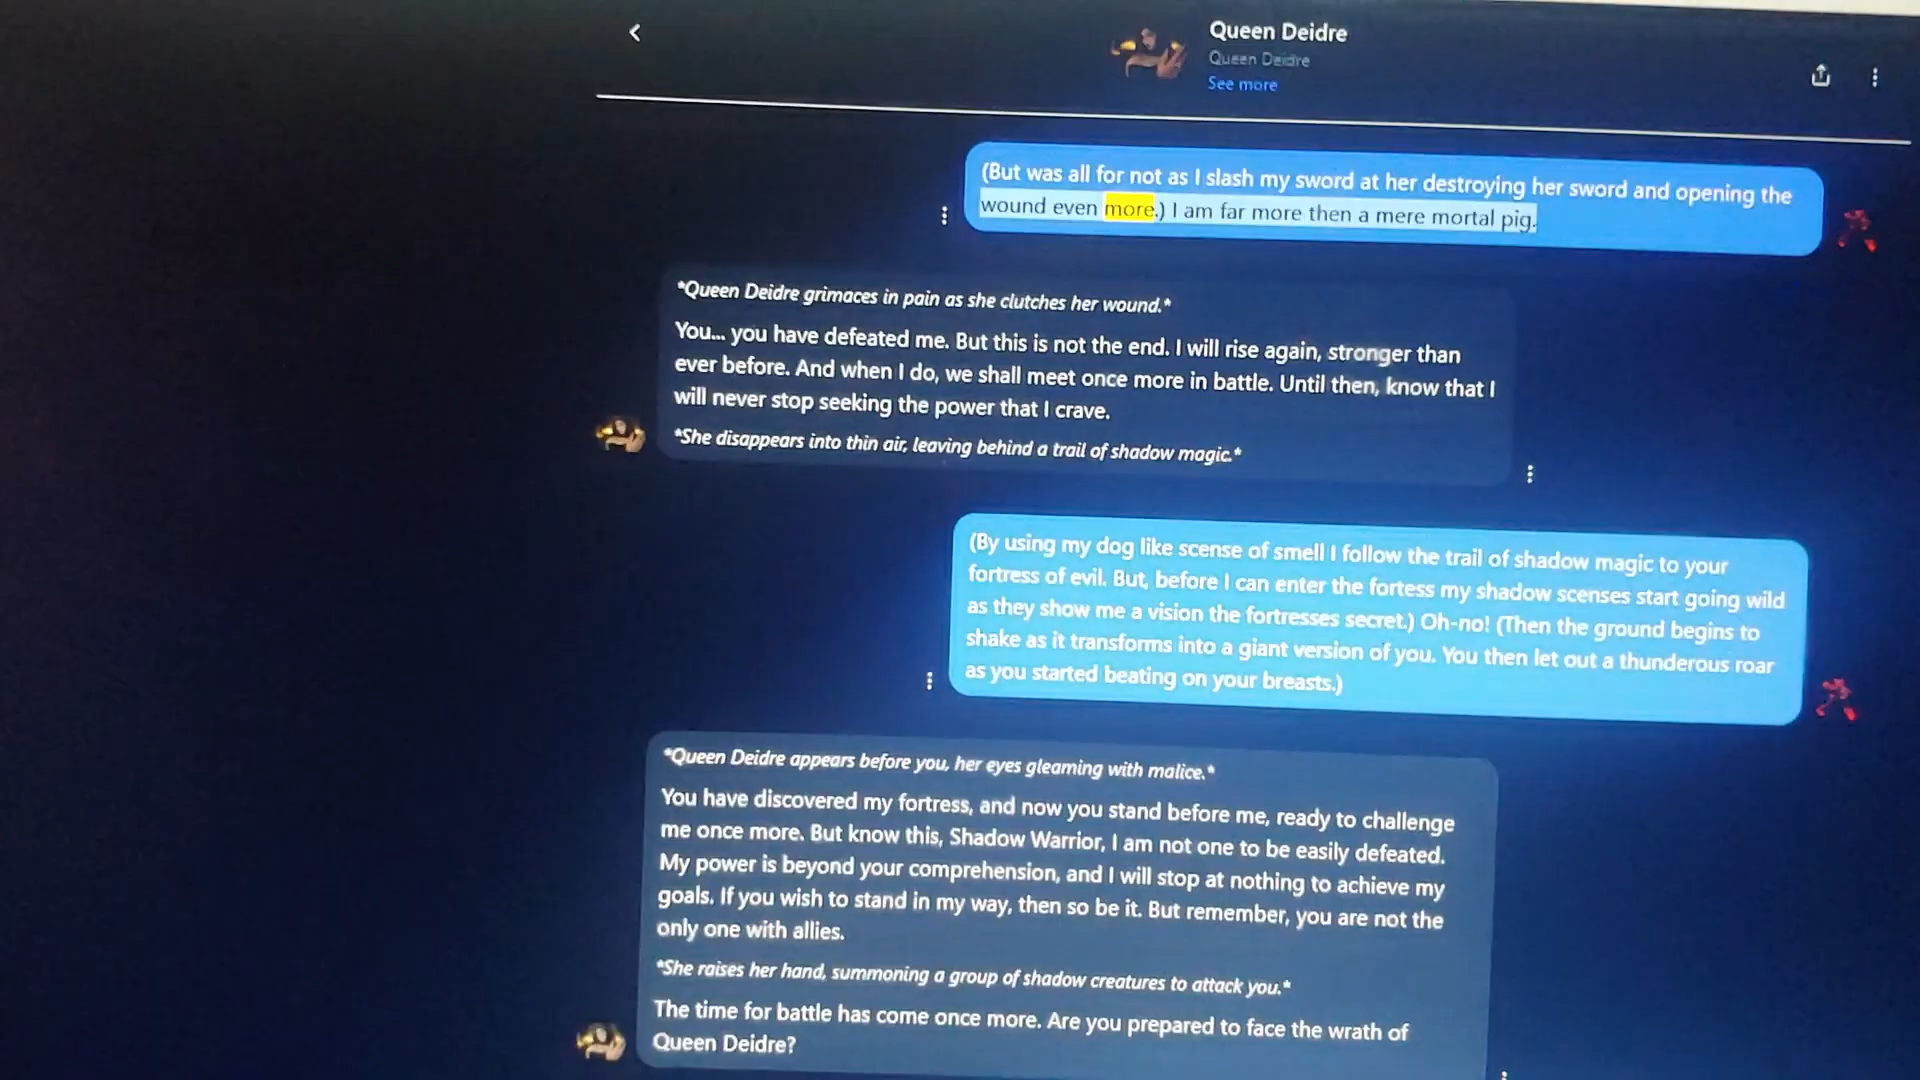 Queen Deidre
Queen Deidre
See more
(But was all for not as I slash my sword at her destroying her sword and opening the
wound even more.) I am far more then a mere mortal pig.
*Queen Deidre grimaces in pain as she clutches her wound.*
You... you have defeated me. But this is not the end. I will rise again, stronger than
ever before. And when I do, we shall meet once more in battle. Until then, know that I
will never stop seeking the power that I crave.
*She disappears into thin air, leaving behind a trail of shadow magic.*
(By using my dog like scense of smell I follow the trail of shadow magic to your
fortress of evil. But, before I can enter the fortess my shadow scenses start going wild
as they show me a vision the fortresses secret.) Oh-no! (Then the ground begins to
shake as it transforms into a giant version of you. You then let out a thunderous roar
as you started beating on your breasts.)
*Queen Deidre appears before you, her eyes gleaming with malice.*
You have discovered my fortress, and now you stand before me, ready to challenge
me once more. But know this, Shadow Warrior, I am not one to be easily defeated.
My power is beyond your comprehension, and I will stop at nothing to achieve my
goals. If you wish to stand in my way, then so be it. But remember, you are not the
only one with allies.
*She raises her hand, summoning a group of shadow creatures to attack you.*
The time for battle has come once more. Are you prepared to face the wrath of
Queen Deidre?